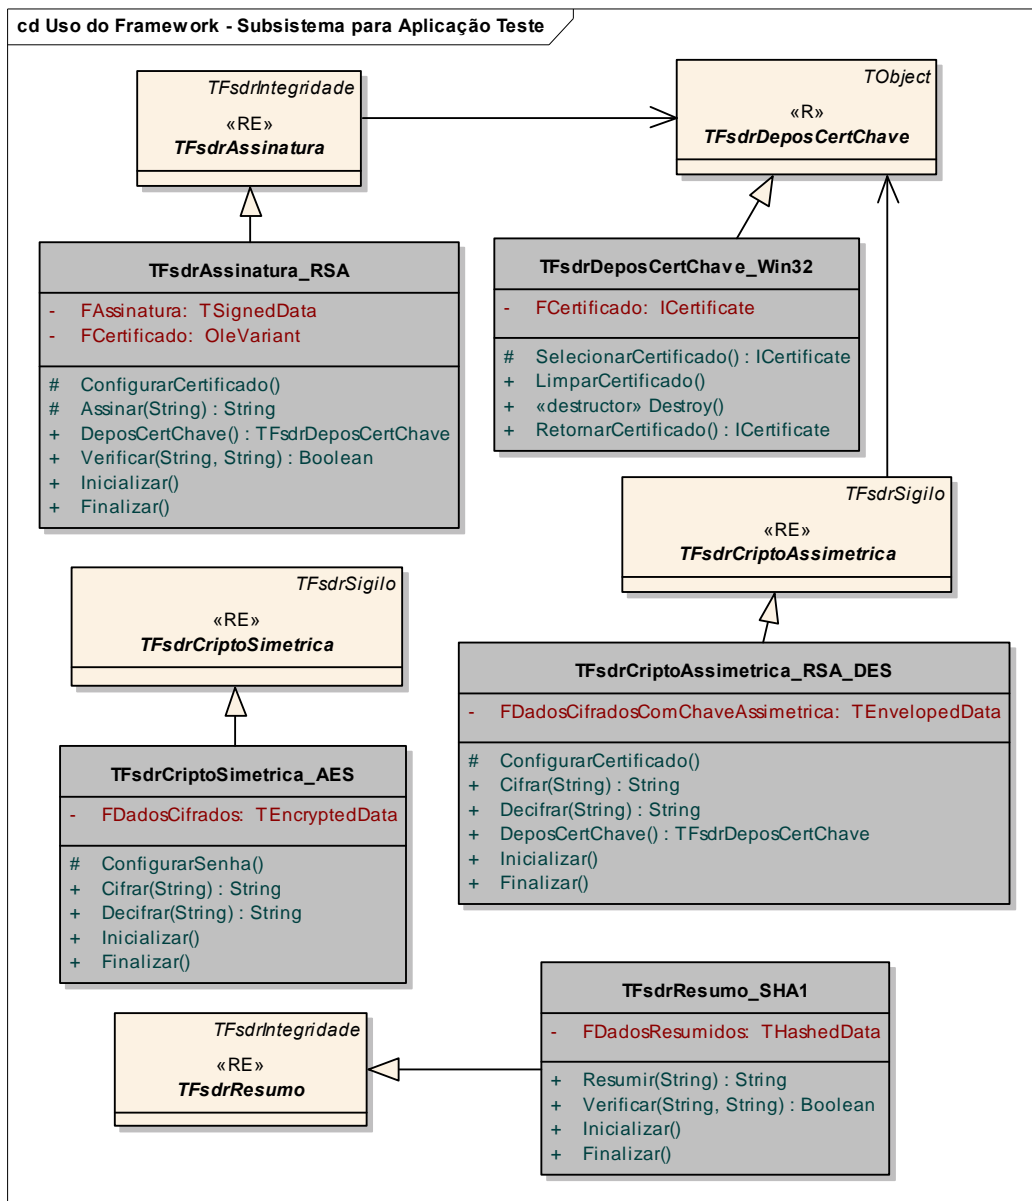 cd Uso do Framework - Subsistema para Aplicação Teste
TFsdrIntegridade
«RE»
TFsdrAssinatura
TObject
«R»
TFsdrDeposCertChave
TFsdrAssinatura_RSA
- FAssinatura: TSignedData
- FCertificado: OleVariant
# ConfigurarCertificado()
# Assinar(String) : String
+ DeposCertChave() : TFsdrDeposCertChave
+ Verificar(String, String) : Boolean
+ Inicializar()
+ Finalizar()
TFsdrDeposCertChave_Win32
- FCertificado: ICertificate
# SelecionarCertificado() : ICertificate
+ LimparCertificado()
+ «destructor» Destroy()
+ RetornarCertificado() : ICertificate
TFsdrSigilo
«RE»
TFsdrCriptoAssimetrica
TFsdrSigilo
«RE»
TFsdrCriptoSimetrica
TFsdrCriptoAssimetrica_RSA_DES
- FDadosCifradosComChaveAssimetrica: TEnvelopedData
# ConfigurarCertificado()
+ Cifrar(String) : String
+ Decifrar(String) : String
+ DeposCertChave() : TFsdrDeposCertChave
+ Inicializar()
+ Finalizar()
TFsdrCriptoSimetrica_AES
- FDadosCifrados: TEncryptedData
# ConfigurarSenha()
+ Cifrar(String) : String
+ Decifrar(String) : String
+ Inicializar()
+ Finalizar()
TFsdrIntegridade
«RE»
TFsdrResumo
TFsdrResumo_SHA1
- FDadosResumidos: THashedData
+ Resumir(String) : String
+ Verificar(String, String) : Boolean
+ Inicializar()
+ Finalizar()